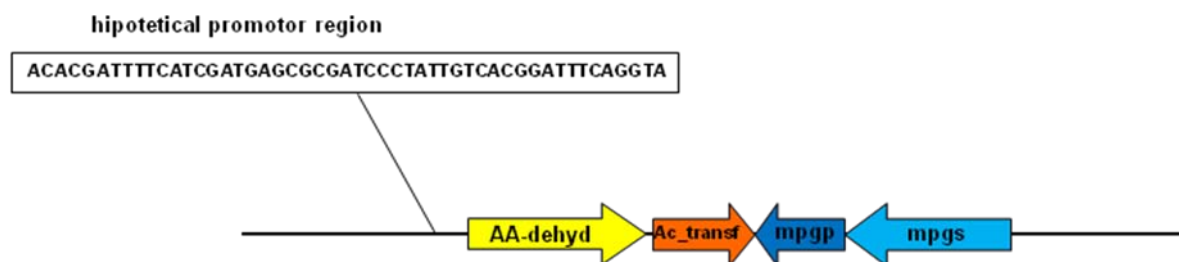 hipotetical promotor region
ACACGATTTTCATCGATGAGCGCGATCCCTATTGTCACGGATTTCAGGTA
AA-dehyd Ac_transf mpgp mpgs